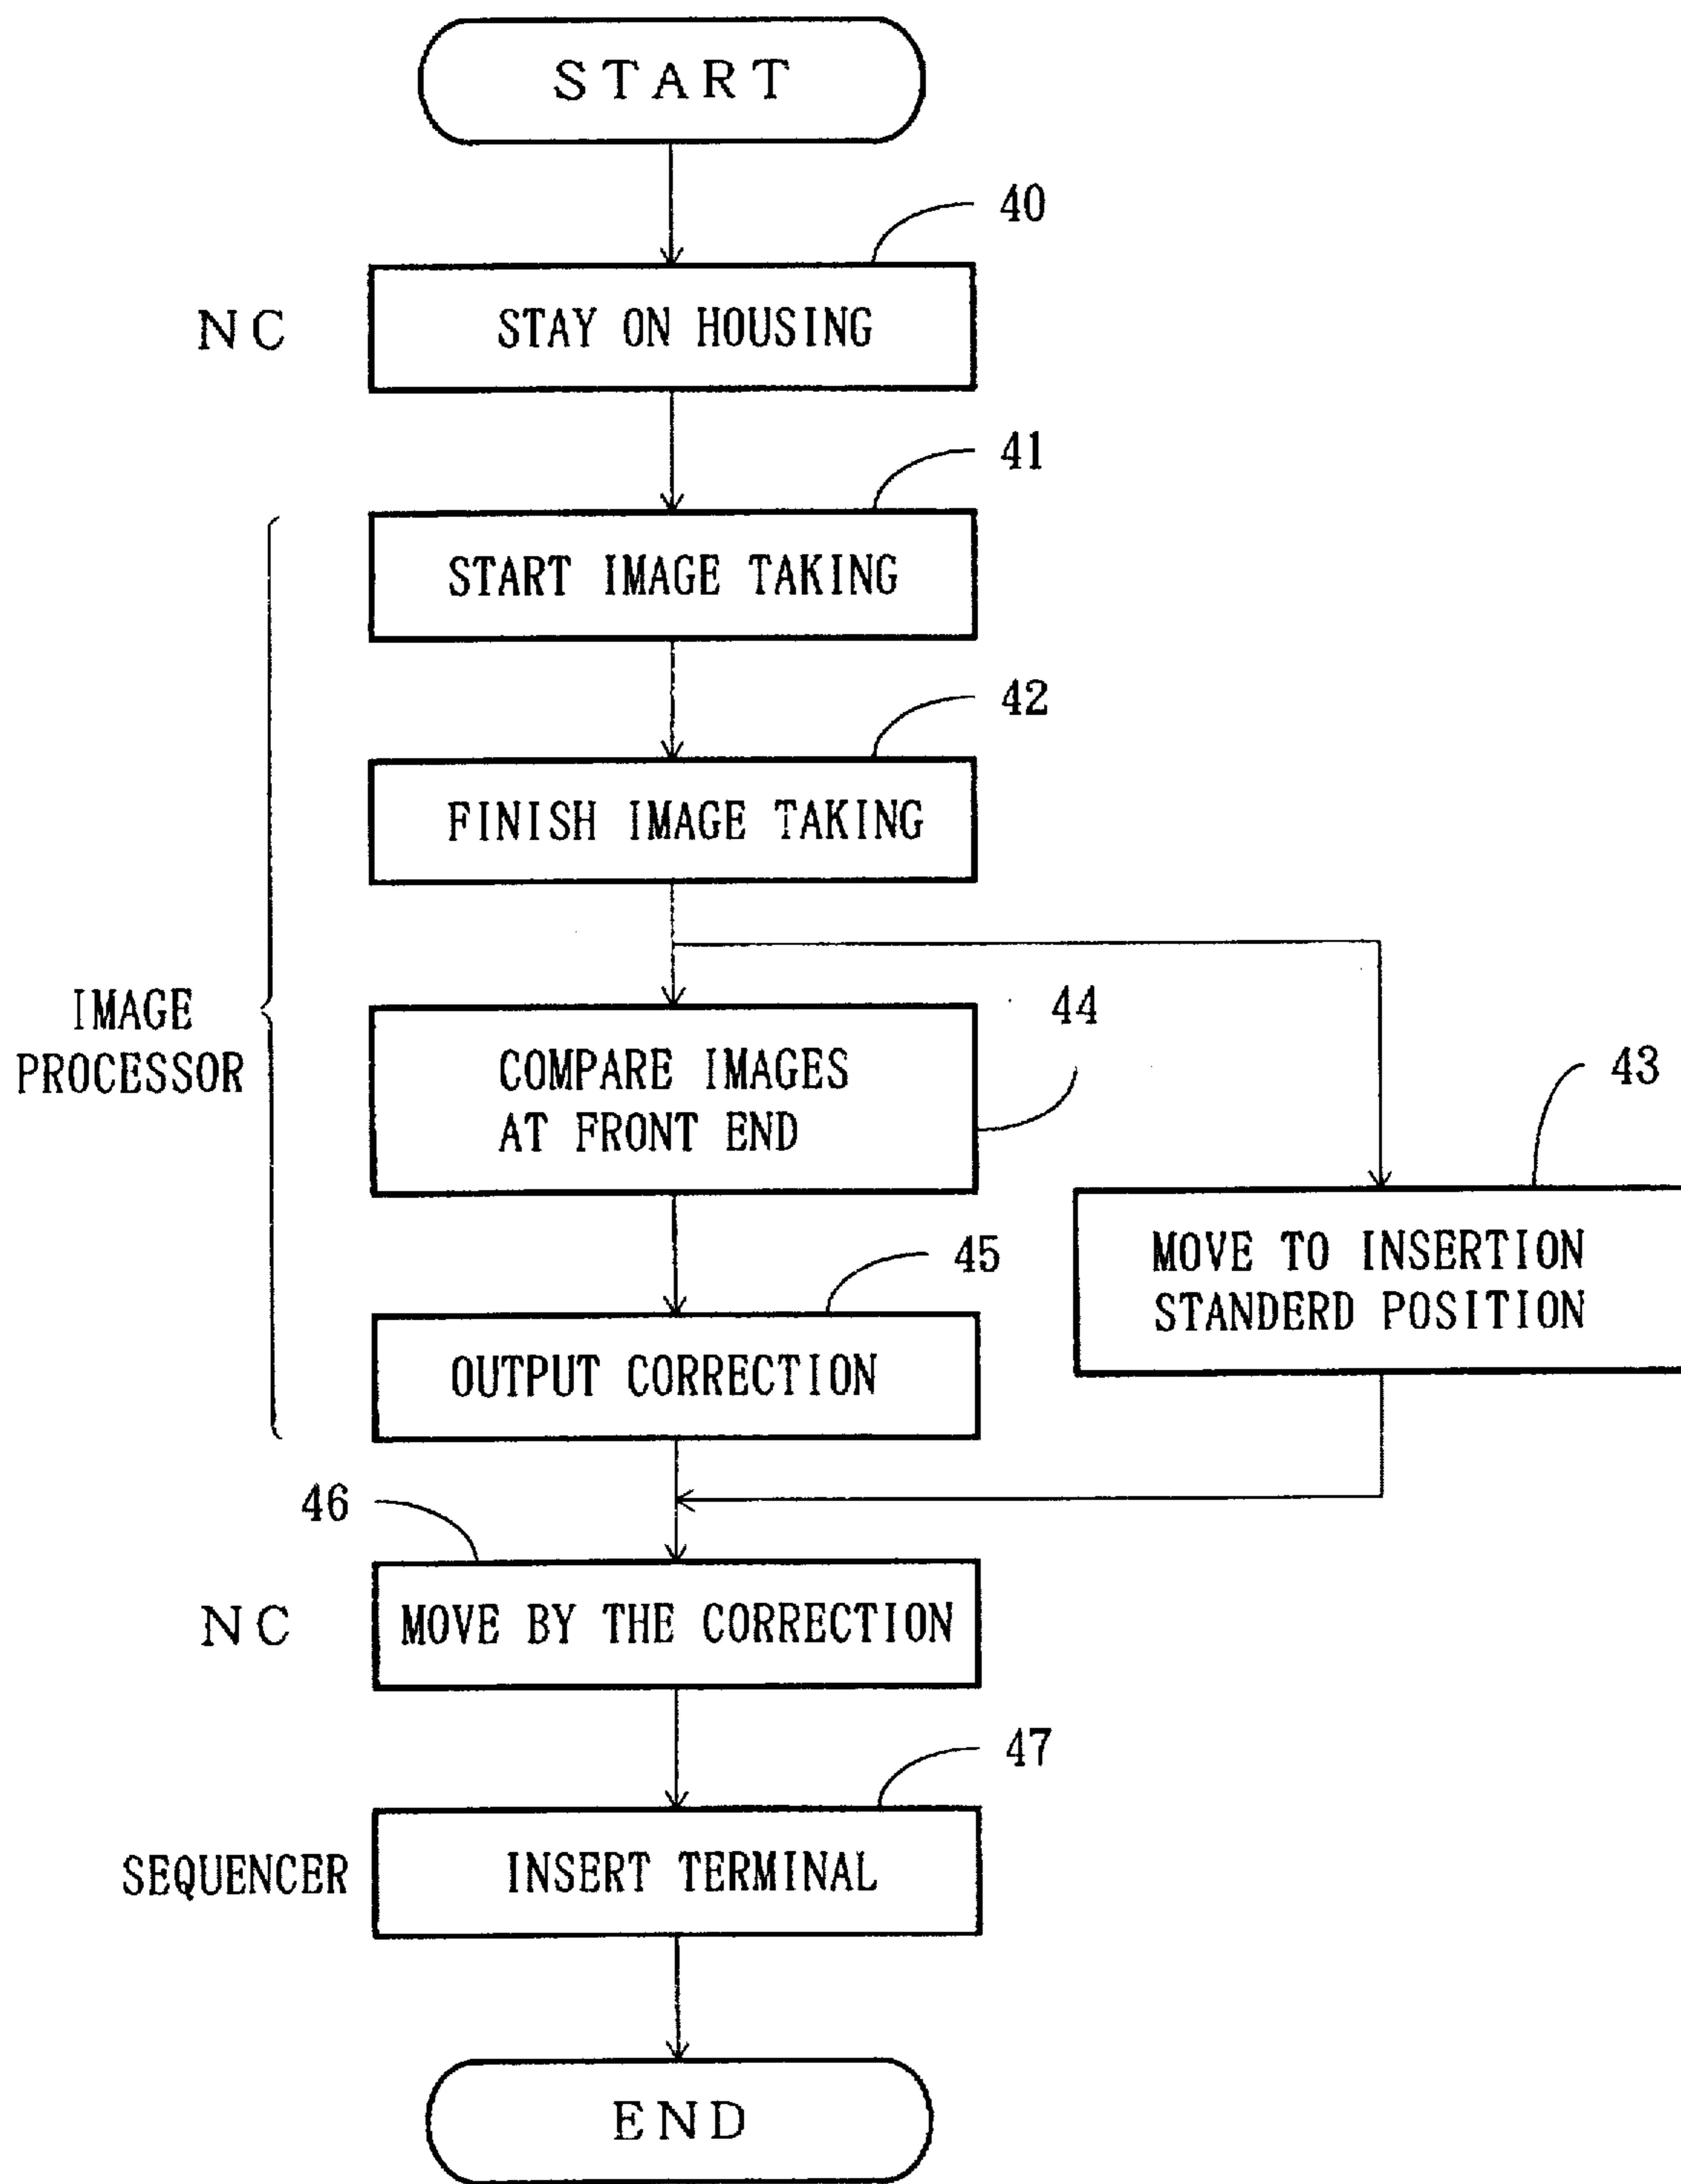 START
40
NC
STAY ON HOUSING
41
START IMAGE TAKING
42
FINISH IMAGE TAKING
IMAGE
PROCESSOR
44
COMPARE IMAGES
AT FRONT END
43
MOVE TO INSERTION
STANDERD POSITION
45
OUTPUT CORRECTION
46
NC
MOVE BY THE CORRECTION
47
SEQUENCER
INSERT TERMINAL
END